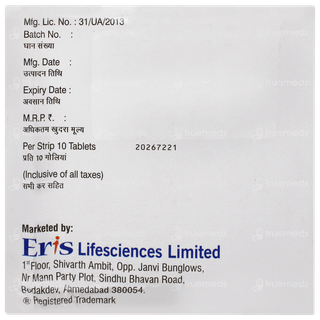 Mfg. Lic. No. : 31/UA/2013
Batch No. :
धान संख्या
Mfg. Date :
उत्पादन तिथि
Expiry Date :
अवसान तिथि
M.R.P. ₹. :
अधिकतम खुदरा मूल्य
Per Strip 10 Tablets 20267221
प्रति 10 गोलियां
(Inclusive of all taxes)
सभी कर सहित
Marketed by:
Eris Lifesciences Limited
1st Floor, Shivarth Ambit, Opp. Janvi Bunglows,
Nr Mann Party Plot, Sindhu Bhavan Road,
Bodakdev, Ahmedabad 380054.
® Registered Trademark